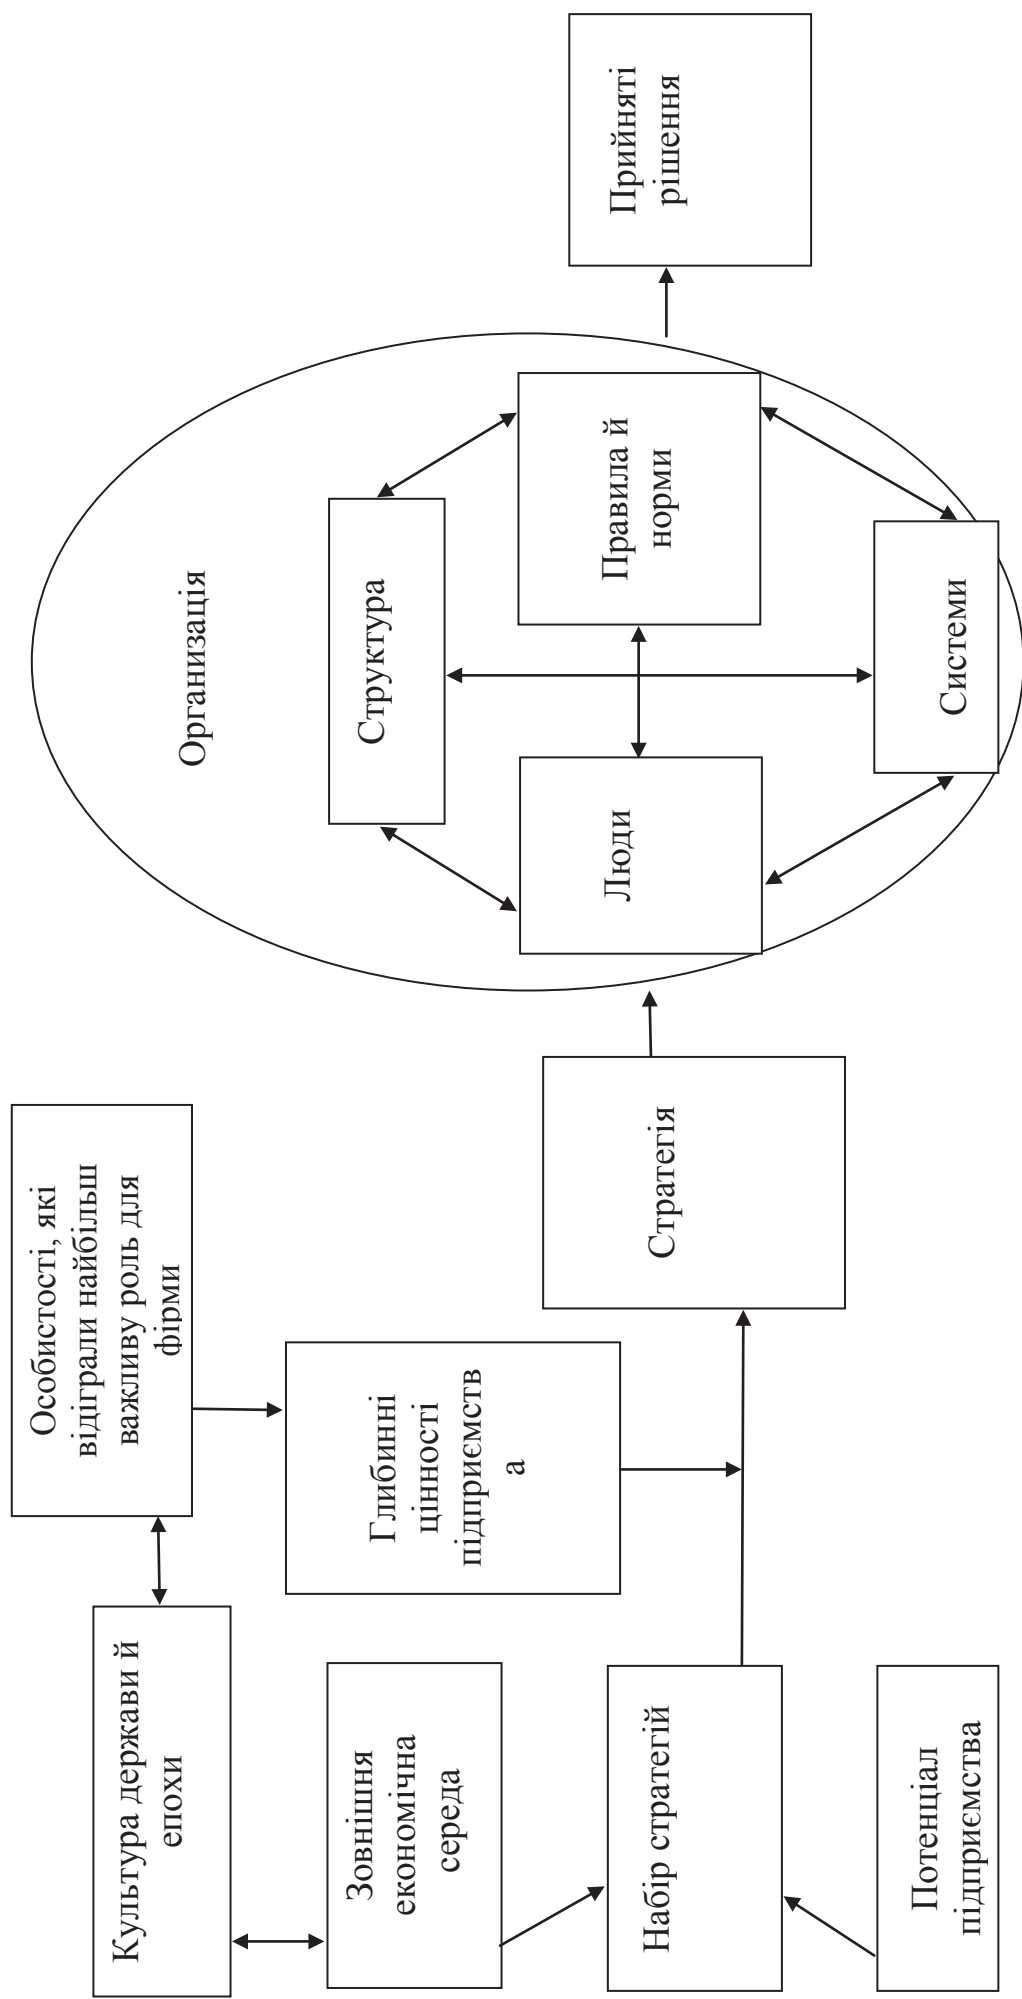 Культура держави й
епохи
Зовнішня
економічна
середа
Набір стратегій
Потенціал
підприємства
Особистості, які
відіграли найбільш
важливу роль для
фірми
Глибинні
цінності
підприємств
а
Стратегія
Организація
Структура
Люди
Правила й
норми
Системи
Прийняті
рішення